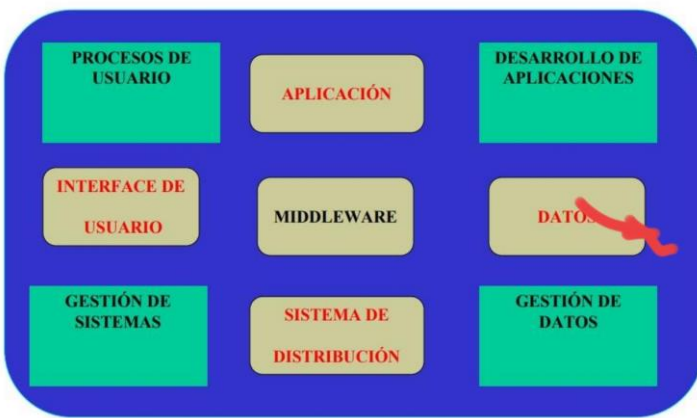 PROCESOS DE
USUARIO
APLICACIÓN
DESARROLLO DE
APLICACIONES
INTERFACE DE
USUARIO
MIDDLEWARE
DATOS
GESTIÓN DE
SISTEMAS
SISTEMA DE
DISTRIBUCIÓN
GESTIÓN DE
DATOS